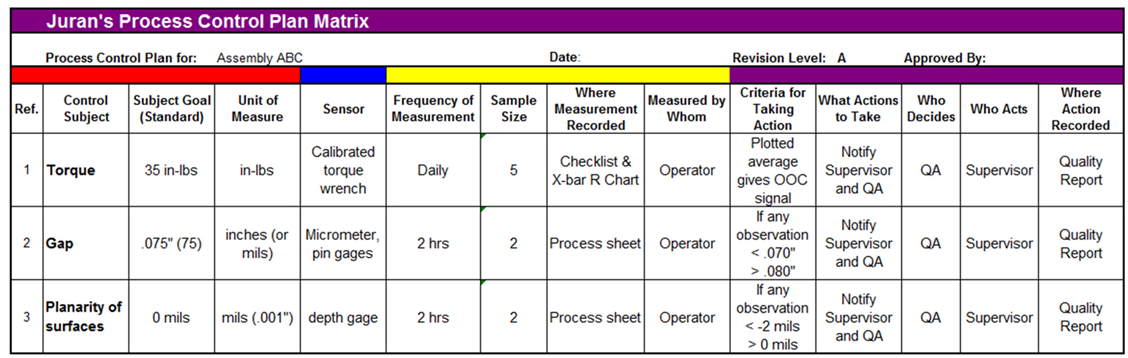 Juran's Process Control Plan Matrix
Process Control Plan for: Assembly ABC Date: Revision Level: A Approved By:
Ref. Control Subject Subject Goal (Standard) Unit of Measure Sensor Frequency of Measurement Sample Size Where Measurement Recorded Measured by Whom Criteria for Taking Action What Actions to Take Who Decides Who Acts Where Action Recorded
1 Torque 35 in-lbs in-lbs Calibrated torque wrench Daily 5 Checklist & X-bar R Chart Operator Plotted average gives OOC signal Notify Supervisor and QA QA Supervisor Quality Report
2 Gap .075" (75) inches (or mils) Micrometer, pin gages 2 hrs 2 Process sheet Operator If any observation < .070" > .080" Notify Supervisor and QA QA Supervisor Quality Report
3 Planarity of surfaces 0 mils mils (.001") depth gage 2 hrs 2 Process sheet Operator If any observation < -2 mils > 0 mils Notify Supervisor and QA QA Supervisor Quality Report